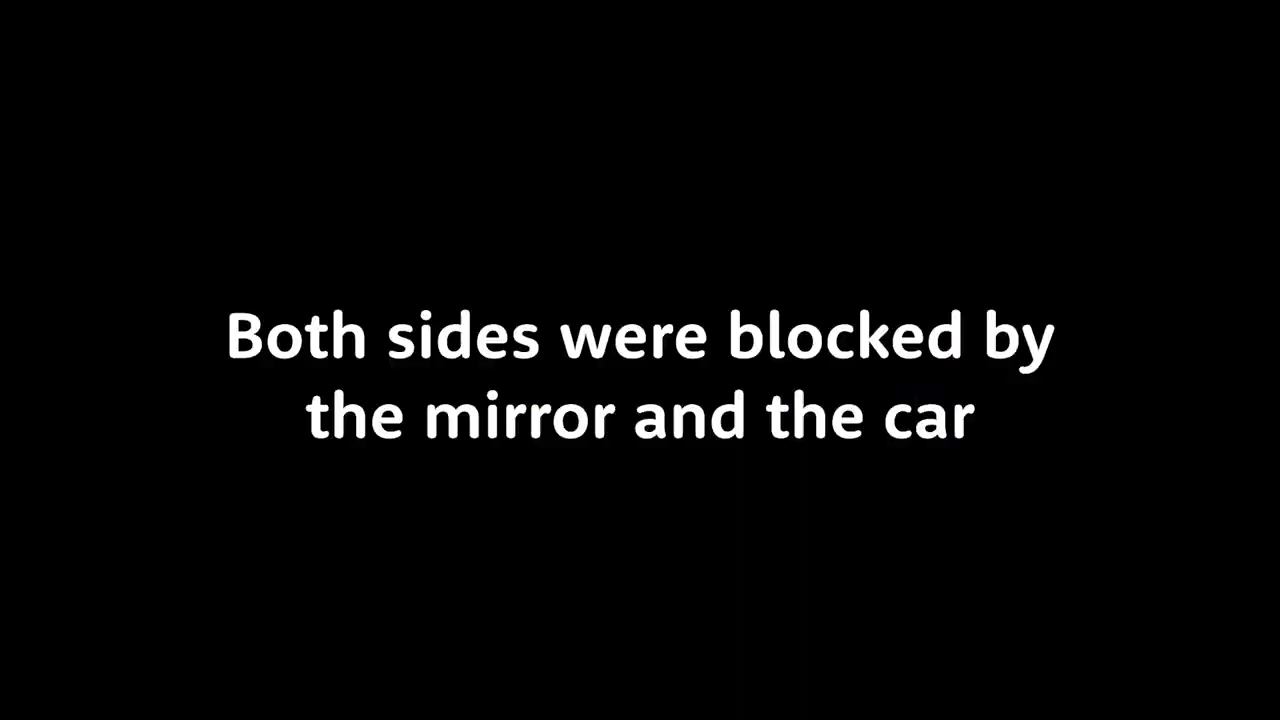 Both sides were blocked by
the mirror and the car